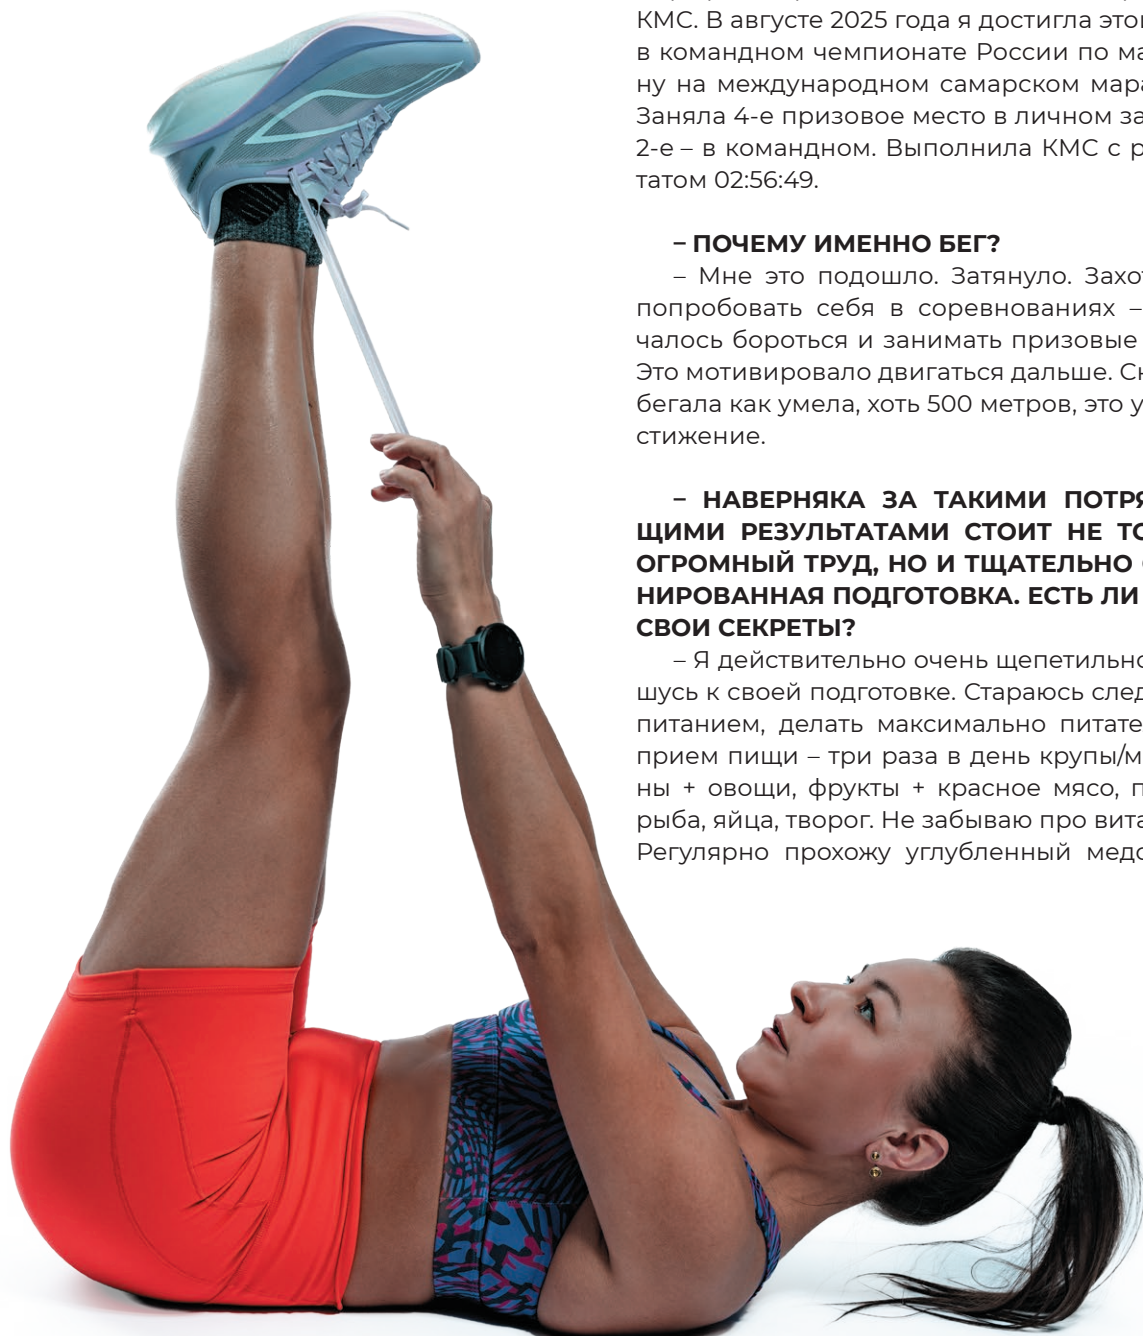 КМС. В августе 2025 года я достигла этой
в командном чемпионате России по ма
ну на международном самарском мара
Заняла 4-е призовое место в личном за
2-е – в командном. Выполнила КМС с р
татом 02:56:49.
– ПОЧЕМУ ИМЕННО БЕГ?
– Мне это подошло. Затянуло. Захот
попробовать себя в соревнованиях –
чалось бороться и занимать призовые
Это мотивировало двигаться дальше. Сн
бегала как умела, хоть 500 метров, это у
стижение.
– НАВЕРНЯКА ЗА ТАКИМИ ПОТРЯ
ЩИМИ РЕЗУЛЬТАТАМИ СТОИТ НЕ ТО
ОГРОМНЫЙ ТРУД, НО И ТЩАТЕЛЬНО
НИРОВАННАЯ ПОДГОТОВКА. ЕСТЬ ЛИ
СВОИ СЕКРЕТЫ?
– Я действительно очень щепетильно
шусь к своей подготовке. Стараюсь след
питанием, делать максимально питате
прием пищи – три раза в день крупы/м
ны + овощи, фрукты + красное мясо, п
рыба, яйца, творог. Не забываю про вита
Регулярно прохожу углубленный медо